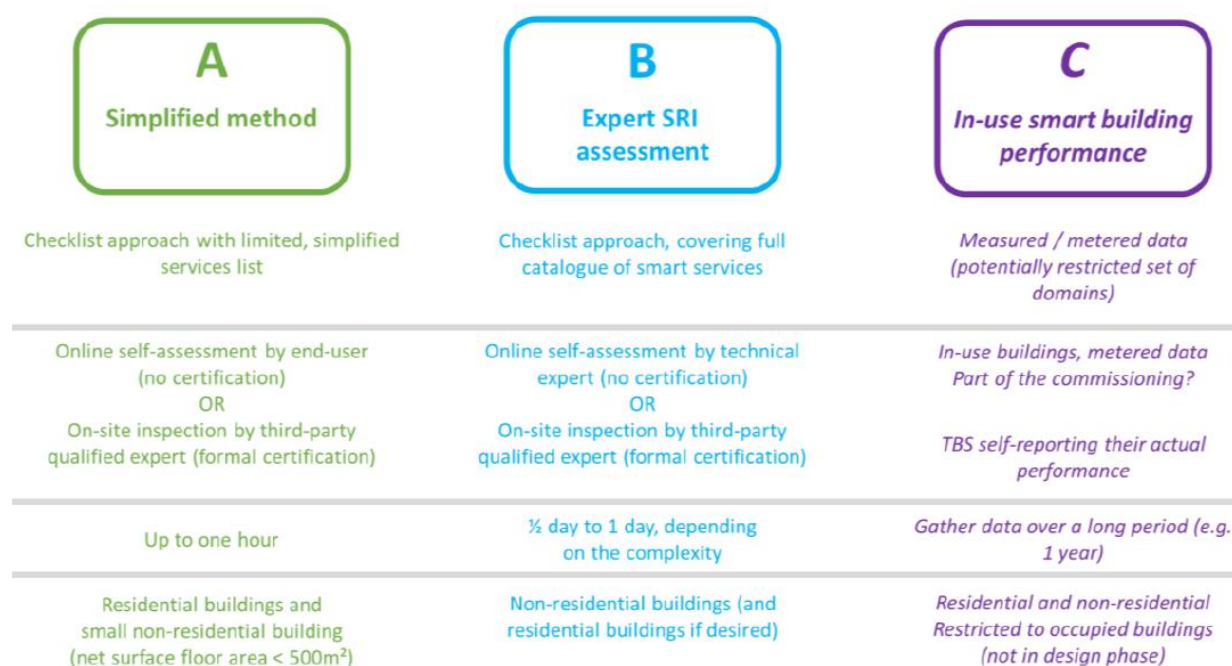 A
Simplified method
B
Expert SRI
assessment
C
In-use smart building
performance
Checklist approach with limited, simplified
services list
Checklist approach, covering full
catalogue of smart services
Measured / metered data
(potentially restricted set of
domains)
Online self-assessment by end-user
(no certification)
OR
On-site inspection by third-party
qualified expert (formal certification)
Online self-assessment by technical
expert (no certification)
OR
On-site inspection by third-party
qualified expert (formal certification)
In-use buildings, metered data
Part of the commissioning?
TBS self-reporting their actual
performance
Up to one hour
½ day to 1 day, depending
on the complexity
Gather data over a long period (e.g.
1 year)
Residential buildings and
small non-residential building
(net surface floor area < 500m²)
Non-residential buildings (and
residential buildings if desired)
Residential and non-residential
Restricted to occupied buildings
(not in design phase)